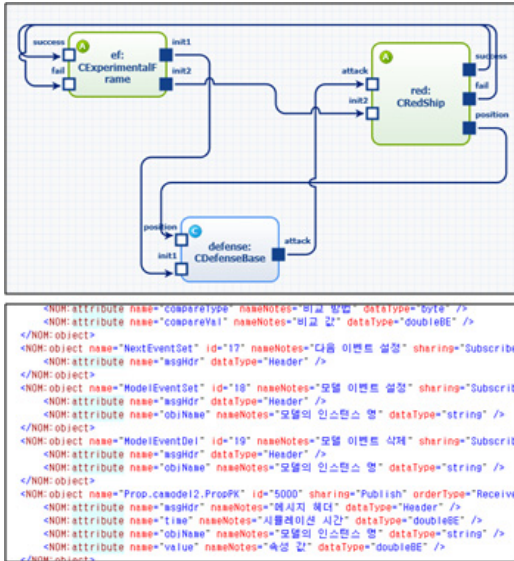 success
fail
ef:
CExperimentalF
rame
init1
init2
attack
init2
red:
CRedShip
success
fail
position
position
init1
defense:
CDefenseBase
attack
<NOM:attribute name="compareType" nameNotes="비교 방법" dataType="byte" />
<NOM:attribute name="compareVal" nameNotes="비교 값" dataType="doubleBE" />
</NOM:object>
<NOM:object name="NextEventSet" id="17" nameNotes="다음 이벤트 설정" sharing="Subscribe
<NOM:attribute name="msgHdr" dataType="Header" />
</NOM:object>
<NOM:object name="ModelEventSet" id="18" nameNotes="모델 이벤트 설정" sharing="Subscrib
<NOM:attribute name="msgHdr" dataType="Header" />
<NOM:attribute name="objName" nameNotes="모델의 인스턴스 명" dataType="string" />
</NOM:object>
<NOM:object name="ModelEventDel" id="19" nameNotes="모델 이벤트 삭제" sharing="Subscrib
<NOM:attribute name="msgHdr" dataType="Header" />
<NOM:attribute name="objName" nameNotes="모델의 인스턴스 명" dataType="string" />
</NOM:object>
<NOM:object name="Prop.camodel2.PropPK" id="5000" sharing="Publish" orderType="Receive
<NOM:attribute name="msgHdr" nameNotes="메시지 헤더" dataType="Header" />
<NOM:attribute name="time" nameNotes="시뮬레이션 시간" dataType="doubleBE" />
<NOM:attribute name="objName" nameNotes="모델의 인스턴스 명" dataType="string" />
<NOM:attribute name="value" nameNotes="속성 값" dataType="doubleBE" />
</NOM:object>